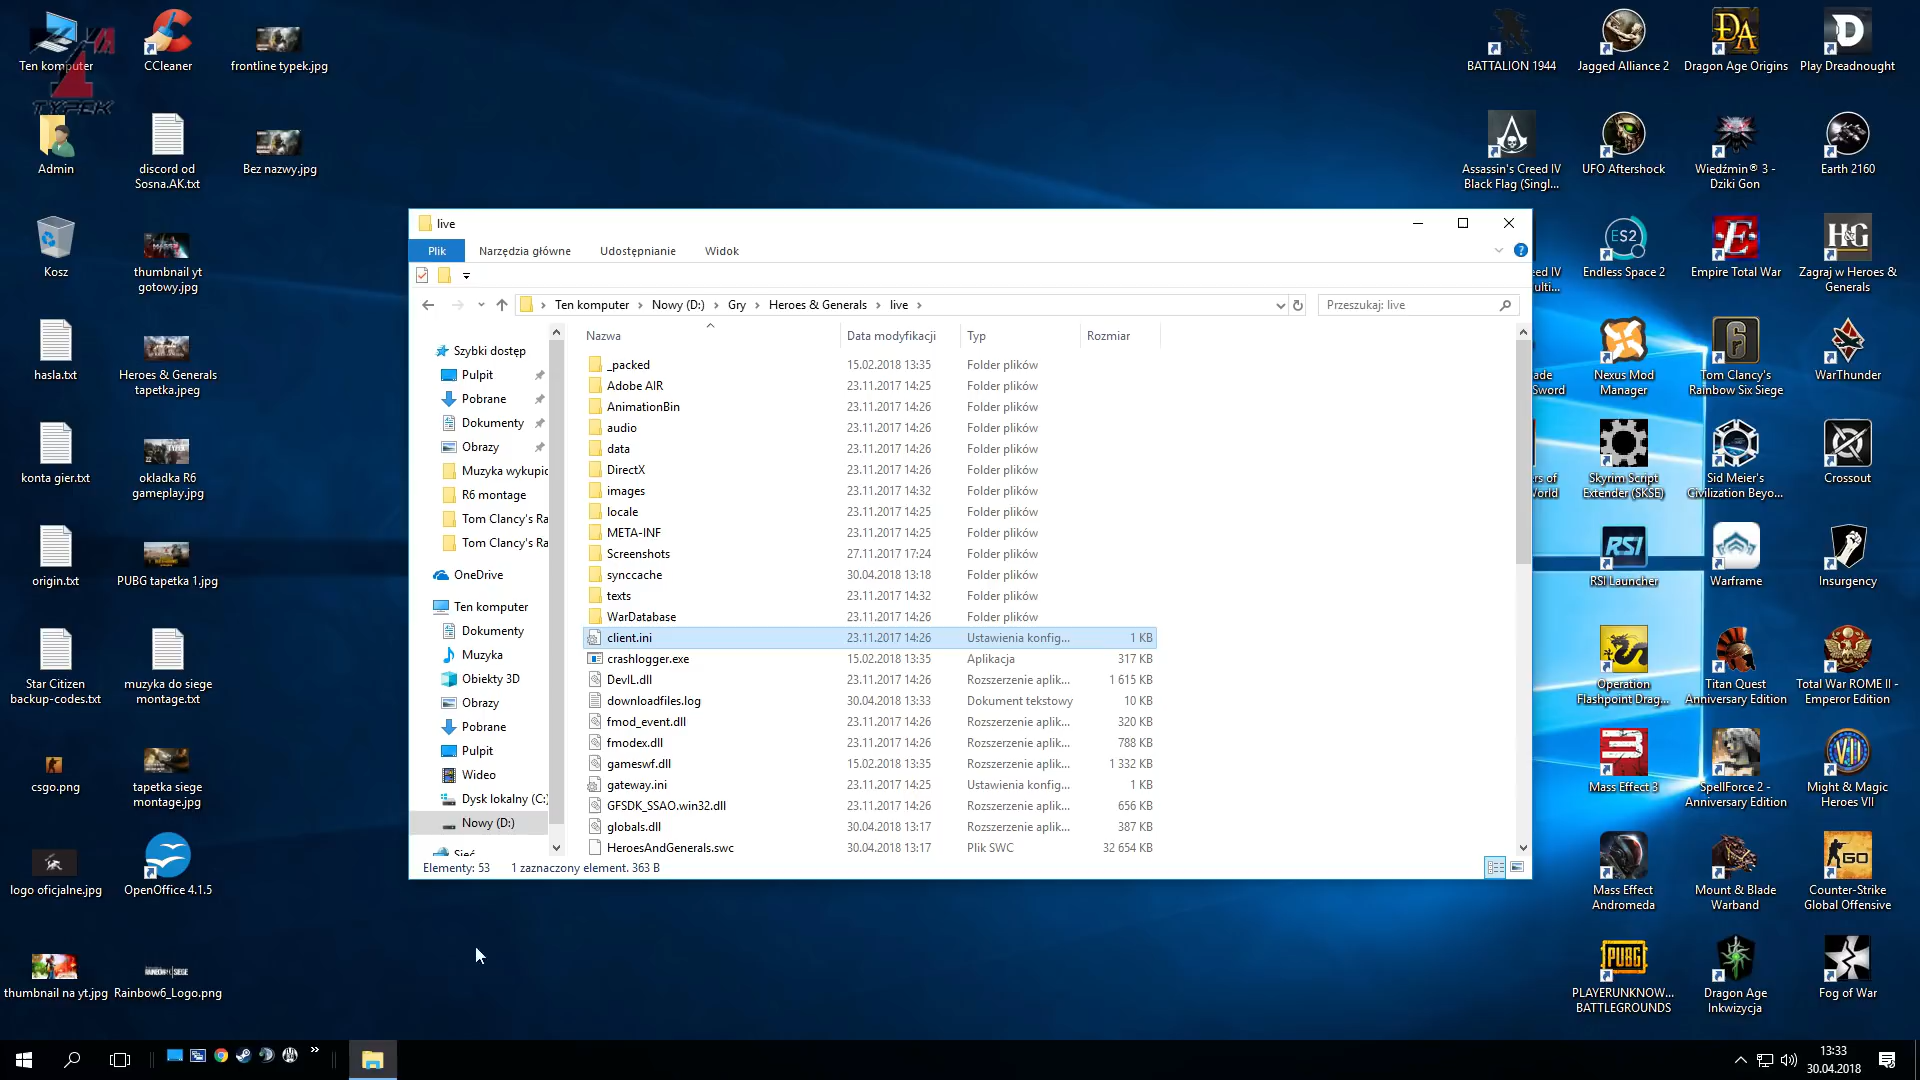 Ten komputer
CCleaner
frontline typek.jpg
TYPEK
Admin
discord od
Sosna.AK.txt
Bez nazwy.jpg
Kosz
thumbnail yt
gotowy.jpg
hasla.txt
Heroes & Generals
tapetka.jpeg
konta gier.txt
okladka R6
gameplay.jpg
origin.txt
PUBG tapetka 1.jpg
Star Citizen
backup-codes.txt
muzyka do siege
montage.txt
csgo.png
tapetka siege
montage.jpg
logo oficjalne.jpg
OpenOffice 4.1.5
thumbnail na yt.jpg
Rainbow6_Logo.png
live
Plik
Narzędzia główne
Udostępnianie
Widok
Ten komputer
Nowy (D:)
Gry
Heroes & Generals
live
Przeszukaj: live
Szybki dostęp
Pulpit
Pobrane
Dokumenty
Obrazy
Muzyka wykupic
R6 montage
Tom Clancy's Ra
Tom Clancy's Ra
OneDrive
Ten komputer
Dokumenty
Muzyka
Obiekty 3D
Obrazy
Pobrane
Pulpit
Wideo
Dysk lokalny (C:)
Nowy (D:)
Sieć
Nazwa Data modyfikacji Typ Rozmiar
_packed 15.02.2018 13:35 Folder plików
Adobe AIR 23.11.2017 14:25 Folder plików
AnimationBin 23.11.2017 14:26 Folder plików
audio 23.11.2017 14:26 Folder plików
data 23.11.2017 14:26 Folder plików
DirectX 23.11.2017 14:26 Folder plików
images 23.11.2017 14:32 Folder plików
locale 23.11.2017 14:25 Folder plików
META-INF 23.11.2017 14:25 Folder plików
Screenshots 27.11.2017 17:24 Folder plików
synccache 30.04.2018 13:18 Folder plików
texts 23.11.2017 14:32 Folder plików
WarDatabase 23.11.2017 14:26 Folder plików
client.ini 23.11.2017 14:26 Ustawienia konfig... 1 KB
crashlogger.exe 15.02.2018 13:35 Aplikacja 317 KB
DevIL.dll 23.11.2017 14:26 Rozszerzenie aplik... 1 615 KB
downloadfiles.log 30.04.2018 13:33 Dokument tekstowy 10 KB
fmod_event.dll 23.11.2017 14:26 Rozszerzenie aplik... 320 KB
fmodex.dll 23.11.2017 14:26 Rozszerzenie aplik... 788 KB
gameswf.dll 15.02.2018 13:35 Rozszerzenie aplik... 1 332 KB
gateway.ini 23.11.2017 14:25 Ustawienia konfig... 1 KB
GFSDK_SSAO.win32.dll 23.11.2017 14:26 Rozszerzenie aplik... 656 KB
globals.dll 30.04.2018 13:17 Rozszerzenie aplik... 387 KB
HeroesAndGenerals.swc 30.04.2018 13:17 Plik SWC 32 654 KB
Elementy: 53 1 zaznaczony element. 363 B
BATTALION 1944
Jagged Alliance 2
Dragon Age Origins
Play Dreadnought
Assassin's Creed IV
Black Flag (Singl...
UFO Aftershock
Wiedźmin® 3 -
Dziki Gon
Earth 2160
ed IV
ulti...
ES2
Endless Space 2
Empire Total War
H&G
Zagraj w Heroes &
Generals
ade
Sword
Nexus Mod
Manager
6
Tom Clancy's
Rainbow Six Siege
WarThunder
rs of
World
Skyrim Script
Extender (SKSE)
Sid Meier's
Civilization Beyo...
Crossout
RSI
RSI Launcher
Warframe
Insurgency
Operation
Flashpoint Drag...
Titan Quest
Anniversary Edition
Total War ROME II -
Emperor Edition
3
Mass Effect 3
SpellForce 2 -
Anniversary Edition
VII
Might & Magic
Heroes VII
Mass Effect
Andromeda
Mount & Blade
Warband
GO
Counter-Strike
Global Offensive
PUBG
PLAYERUNKNOW...
BATTLEGROUNDS
Dragon Age
Inkwizycja
Fog of War
13:33
30.04.2018